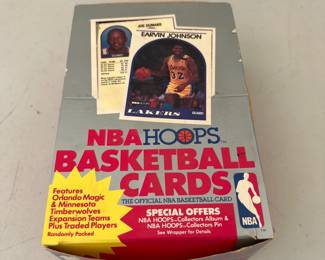 JOE DUMARS
EARVIN JOHNSON
32
LAKERS
NBA HOOPS
BASKETBALL
CARDS
THE OFFICIAL NBA BASKETBALL CARD
Features
Orlando Magic
& Minnesota
Timberwolves
Expansion Teams
Plus Traded Players
Randomly Packed
SPECIAL OFFERS
NBA HOOPS–Collectors Album &
NBA HOOPS–Collectors Pin
See Wrapper for Details.
NBA